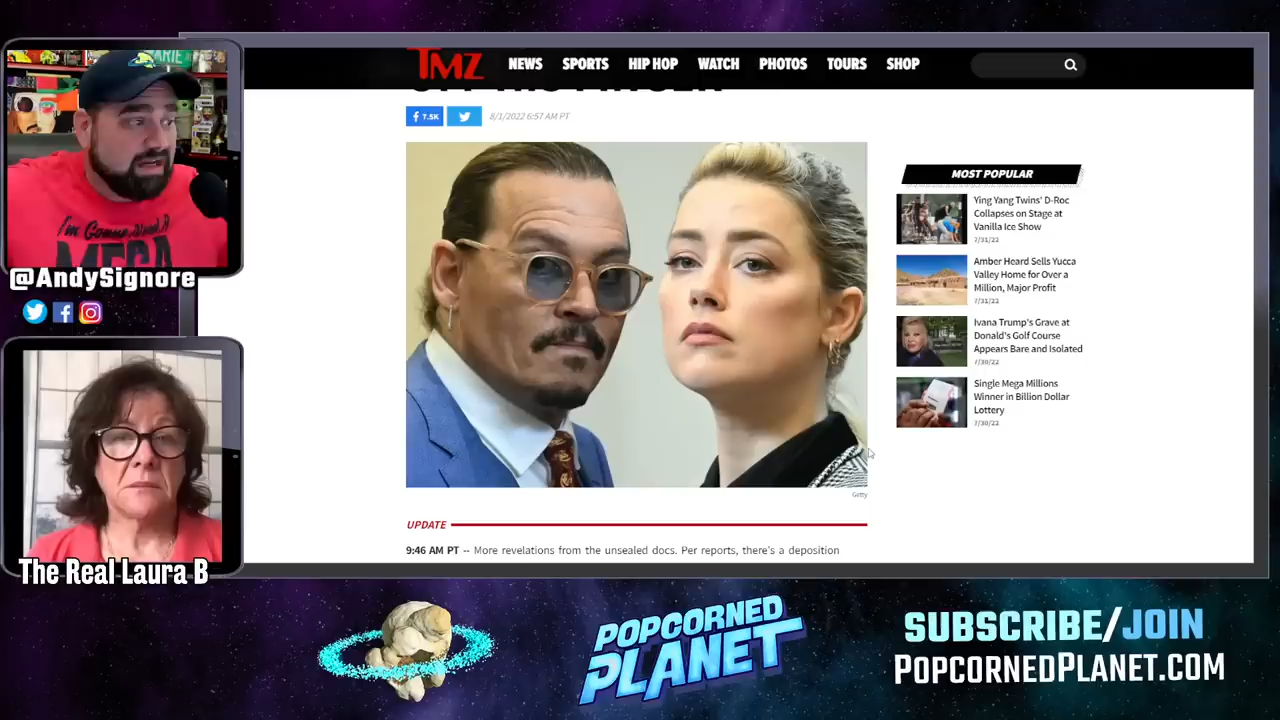 TMZ
NEWS
SPORTS
HIP HOP
WATCH
PHOTOS
TOURS
SHOP
7.5K
8/1/2022 6:57 AM PT
I'm Gonna Need A
MEGA
@AndySignore
The Real Laura B
Getty
UPDATE
9:46 AM PT -- More revelations from the unsealed docs. Per reports, there's a deposition
MOST POPULAR
Ying Yang Twins' D-Roc
Collapses on Stage at
Vanilla Ice Show
7/31/22
Amber Heard Sells Yucca
Valley Home for Over a
Million, Major Profit
7/31/22
Ivana Trump's Grave at
Donald's Golf Course
Appears Bare and Isolated
7/30/22
Single Mega Millions
Winner in Billion Dollar
Lottery
7/30/22
POPCORNED
PLANET
SUBSCRIBE/JOIN
POPCORNEDPLANET.COM